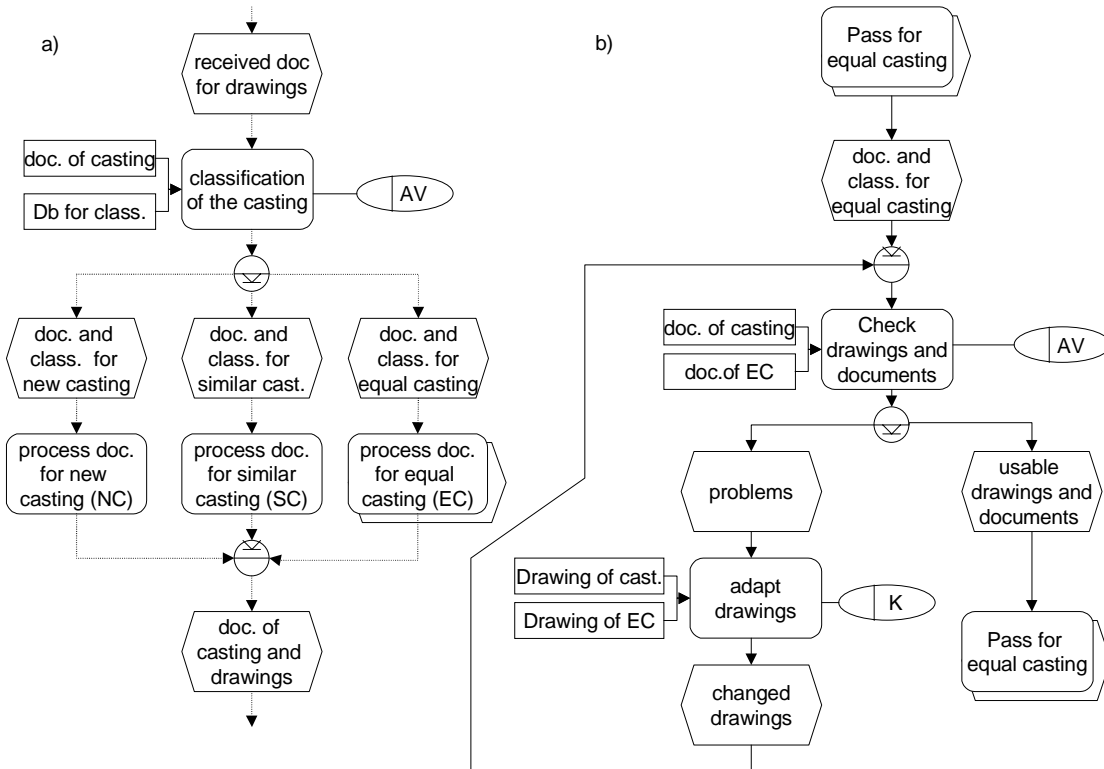 a)
received doc
for drawings
doc. of casting
Db for class.
classification
of the casting
AV
doc. and
class. for
new casting
doc. and
class. for
similar cast.
doc. and
class. for
equal casting
process doc.
for new
casting (NC)
process doc.
for similar
casting (SC)
process doc.
for equal
casting (EC)
doc. of
casting and
drawings
b)
Pass for
equal casting
doc. and
class. for
equal casting
doc. of casting
doc.of EC
Check
drawings and
documents
AV
problems
usable
drawings and
documents
Drawing of cast.
Drawing of EC
adapt
drawings
K
Pass for
equal casting
changed
drawings